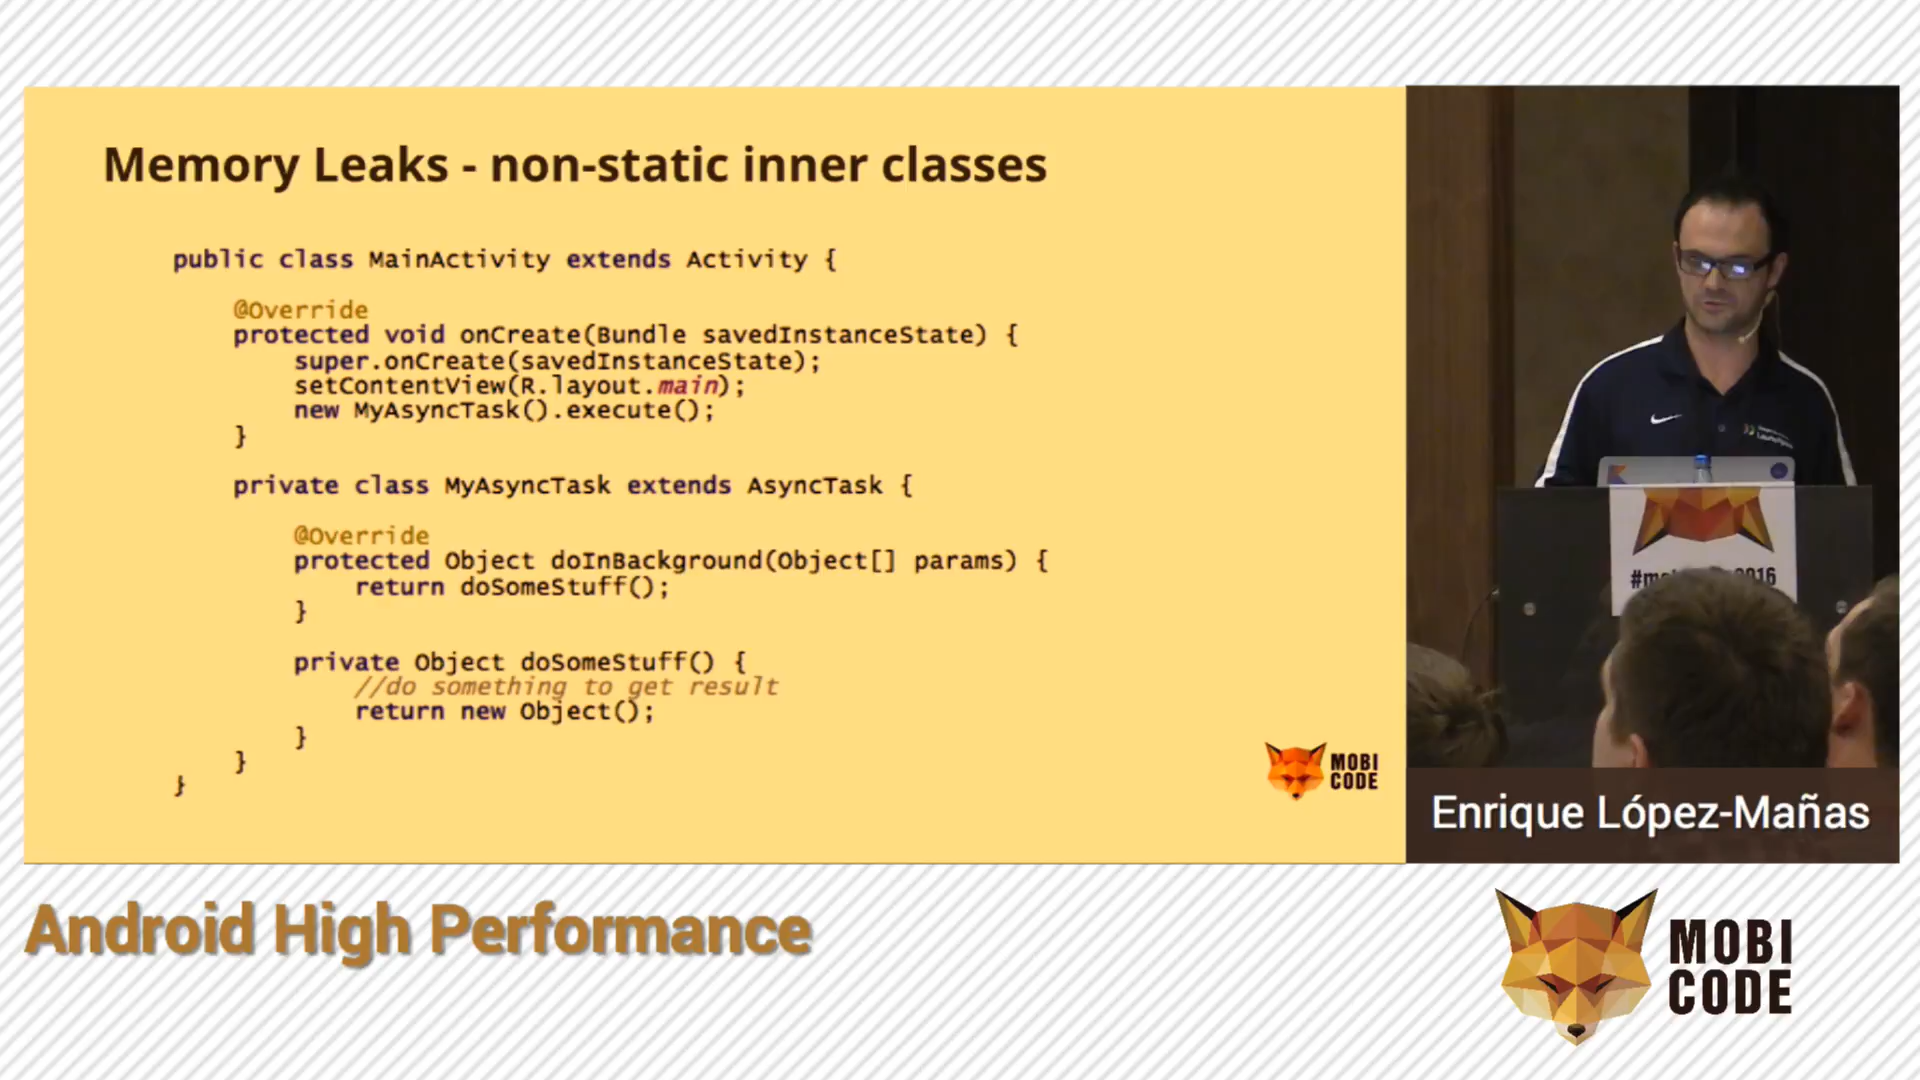 Memory Leaks - non-static inner classes
public class MainActivity extends Activity {
@Override
protected void onCreate(Bundle savedInstanceState) {
super.onCreate(savedInstanceState);
setContentView(R.layout.main);
new MyAsyncTask().execute();
}
private class MyAsyncTask extends AsyncTask {
@Override
protected Object doInBackground(Object[] params) {
return doSomeStuff();
}
private Object doSomeStuff() {
//do something to get result
return new Object();
}
}
}
MOBI
CODE
Enrique López-Mañas
Android High Performance
MOBI
CODE